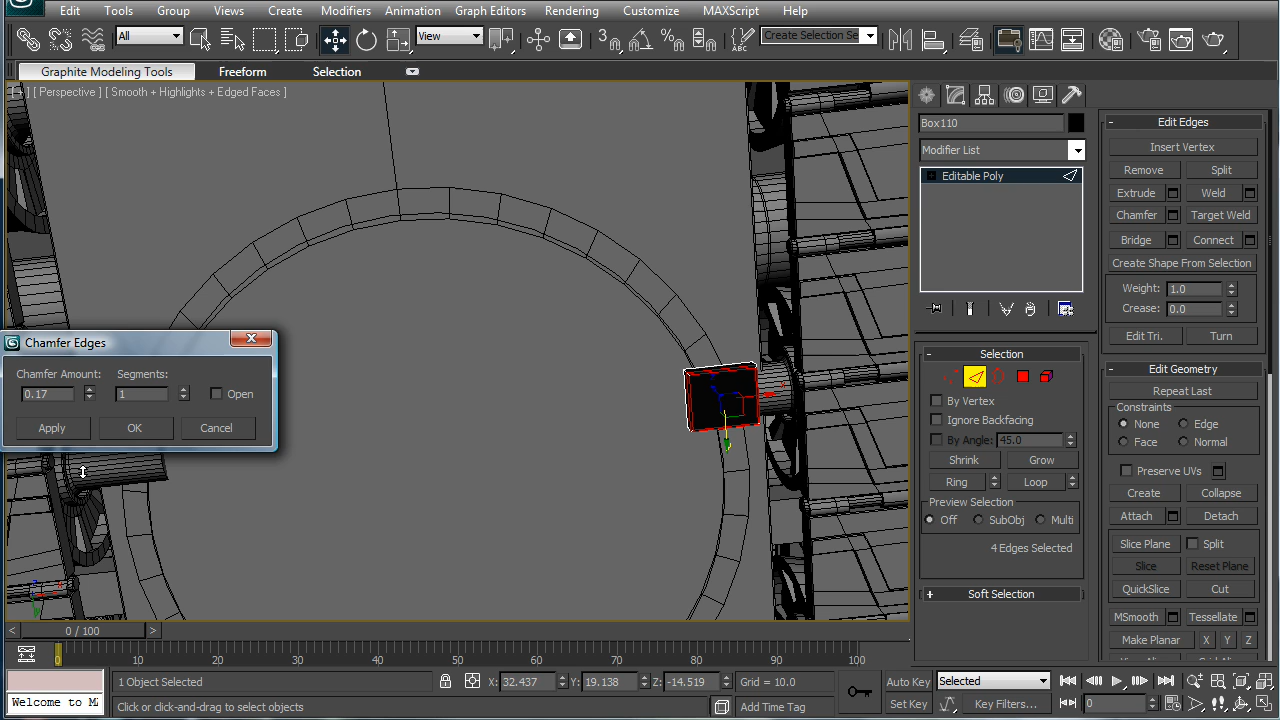 Edit Tools Group Views Create Modifiers Animation Graph Editors Rendering Customize MAXScript Help
All View 3 Create Selection Se
Graphite Modeling Tools Freeform Selection
[ Perspective ] [ Smooth + Highlights + Edged Faces ]
Box110
Modifier List
Editable Poly
Chamfer Edges
Chamfer Amount: Segments:
0.17 1 Open
Apply OK Cancel
- Selection
By Vertex
Ignore Backfacing
By Angle: 45.0
Shrink Grow
Ring Loop
Preview Selection
Off SubObj Multi
4 Edges Selected
+ Soft Selection
- Edit Edges
Insert Vertex
Remove Split
Extrude Weld
Chamfer Target Weld
Bridge Connect
Create Shape From Selection
Weight: 1.0
Crease: 0.0
Edit Tri. Turn
- Edit Geometry
Repeat Last
Constraints
None Edge
Face Normal
Preserve UVs
Create Collapse
Attach Detach
Slice Plane Split
Slice Reset Plane
QuickSlice Cut
MSmooth Tessellate
Make Planar X Y Z
< 0 / 100 >
0 10 20 30 40 50 60 70 80 90 100
1 Object Selected X: 32.437 Y: 19.138 Z: -14.519 Grid = 10.0 Auto Key Selected
Welcome to MA Click or click-and-drag to select objects Add Time Tag Set Key Key Filters... 0